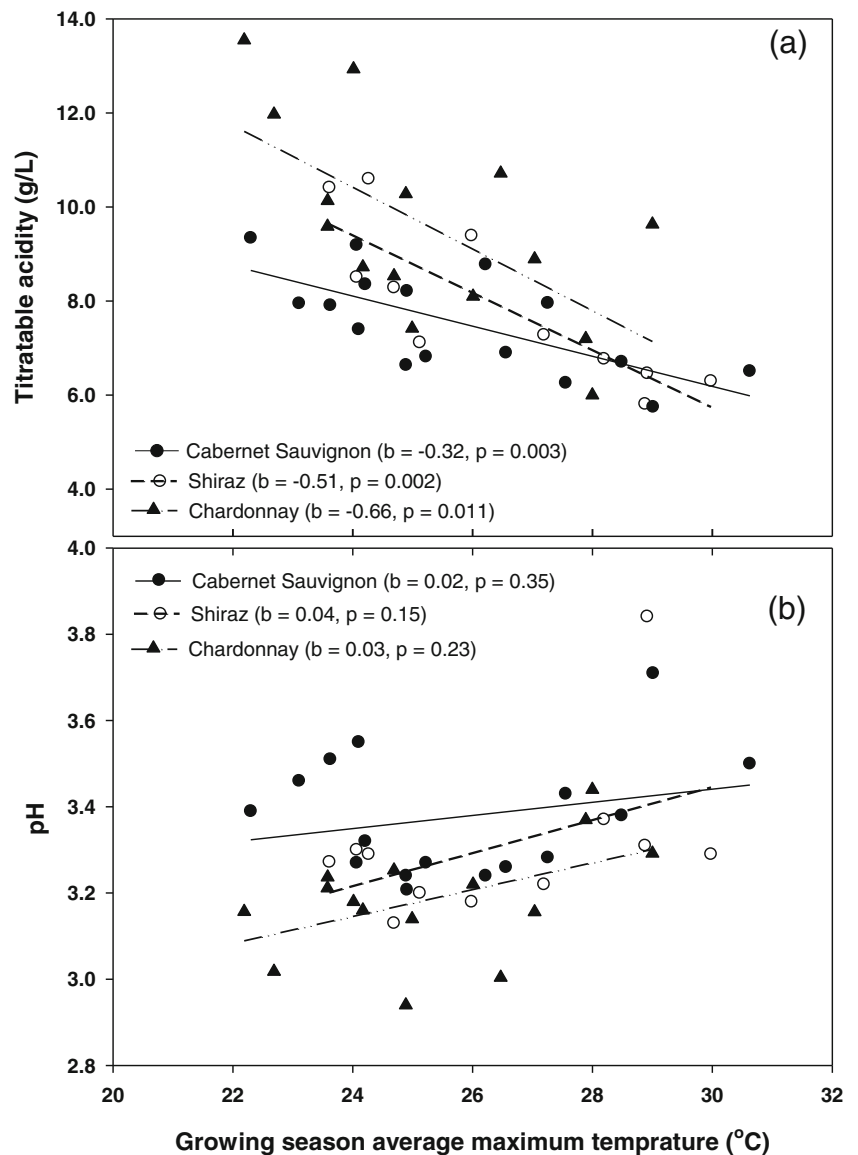 14.0
(a)
12.0
10.0
8.0
6.0
4.0
Titratable acidity (g/L)
Cabernet Sauvignon (b = -0.32, p = 0.003)
Shiraz (b = -0.51, p = 0.002)
Chardonnay (b = -0.66, p = 0.011)
4.0
(b)
3.8
3.6
3.4
3.2
3.0
2.8
pH
Cabernet Sauvignon (b = 0.02, p = 0.35)
Shiraz (b = 0.04, p = 0.15)
Chardonnay (b = 0.03, p = 0.23)
20 22 24 26 28 30 32
Growing season average maximum temprature (°C)